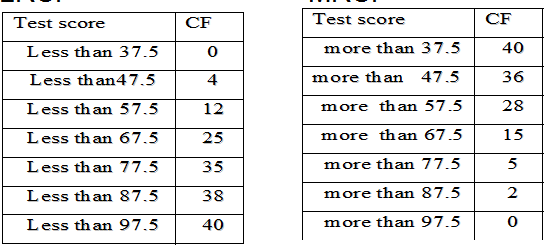 Test score CF
Less than 37.5 0
Less than47.5 4
Less than 57.5 12
Less than 67.5 25
Less than 77.5 35
Less than 87.5 38
Less than 97.5 40
Test score CF
more than 37.5 40
more than 47.5 36
more than 57.5 28
more than 67.5 15
more than 77.5 5
more than 87.5 2
more than 97.5 0